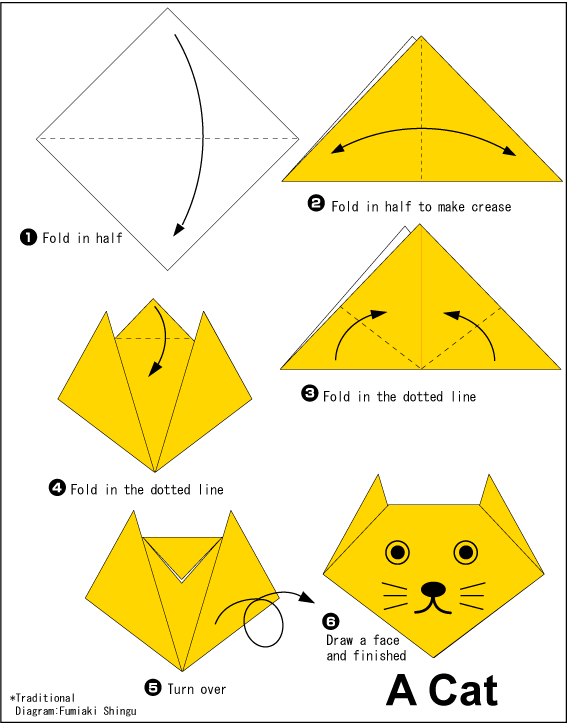 ❶ Fold in half
❷ Fold in half to make crease
❸ Fold in the dotted line
❹ Fold in the dotted line
❺ Turn over
❻
Draw a face
and finished
A Cat
*Traditional
Diagram:Fumiaki Shingu